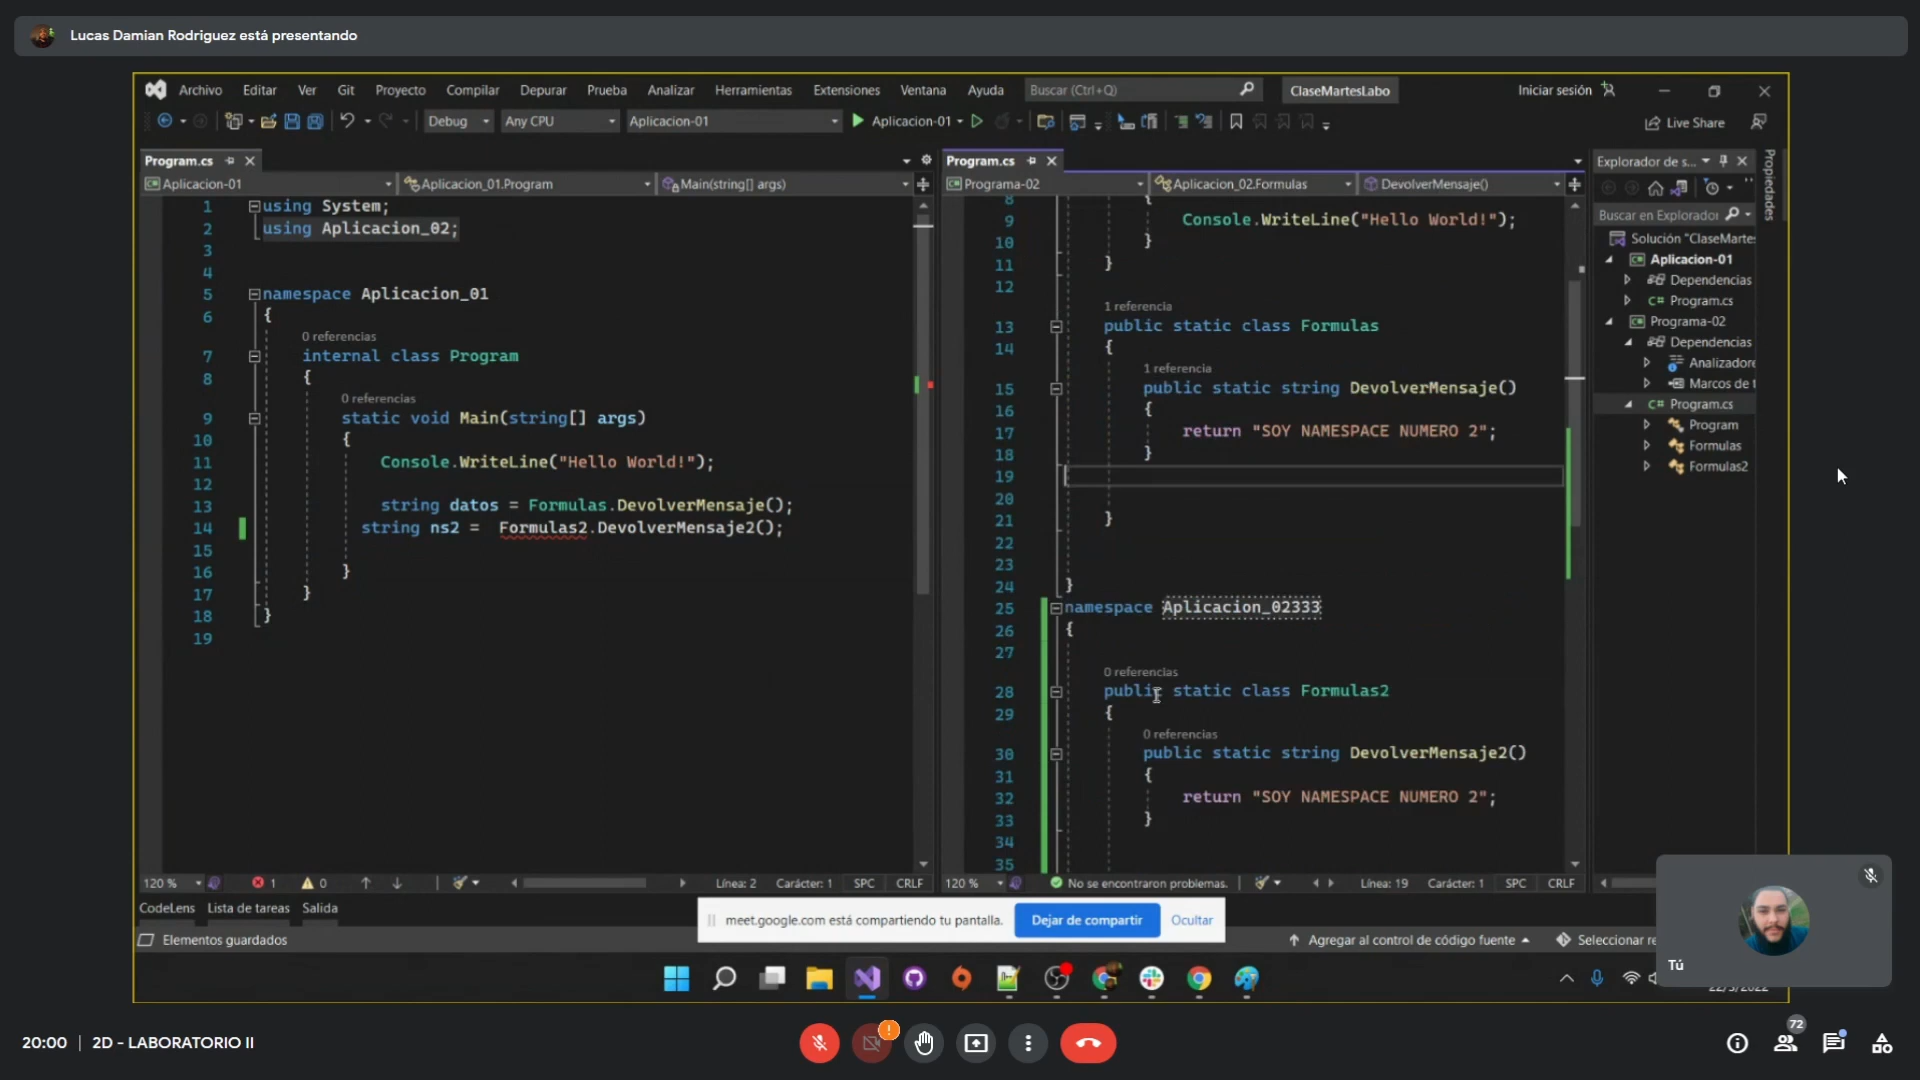 Lucas Damian Rodriguez está presentando
Archivo Editar Ver Git Proyecto Compilar Depurar Prueba Analizar Herramientas Extensiones Ventana Ayuda Buscar (Ctrl+Q) ClaseMartesLabo Iniciar sesión
Debug Any CPU Aplicacion-01 Aplicacion-01 Live Share
Program.cs
Aplicacion-01 Aplicacion_01.Program Main(string[] args)
1 using System;
2 using Aplicacion_02;
3
4
5 namespace Aplicacion_01
6 {
0 referencias
7 internal class Program
8 {
0 referencias
9 static void Main(string[] args)
10 {
11 Console.WriteLine("Hello World!");
12
13 string datos = Formulas.DevolverMensaje();
14 string ns2 = Formulas2.DevolverMensaje2();
15
16 }
17 }
18 }
19
120 % 1 0 Línea: 2 Carácter: 1 SPC CRLF
Program.cs
Programa-02 Aplicacion_02.Formulas DevolverMensaje()
8 {
9 Console.WriteLine("Hello World!");
10 }
11 }
12
1 referencia
13 public static class Formulas
14 {
1 referencia
15 public static string DevolverMensaje()
16 {
17 return "SOY NAMESPACE NUMERO 2";
18 }
19
20
21 }
22
23
24 }
25 namespace Aplicacion_02333
26 {
27
0 referencias
28 public static class Formulas2
29 {
0 referencias
30 public static string DevolverMensaje2()
31 {
32 return "SOY NAMESPACE NUMERO 2";
33 }
34
35
120 % No se encontraron problemas. Línea: 19 Carácter: 1 SPC CRLF
Explorador de s...
Propiedades
Buscar en Explorador
Solución "ClaseMartes
Aplicacion-01
Dependencias
C# Program.cs
Programa-02
Dependencias
Analizadore
Marcos de t
C# Program.cs
Program
Formulas
Formulas2
CodeLens Lista de tareas Salida
meet.google.com está compartiendo tu pantalla. Dejar de compartir Ocultar
Elementos guardados
Agregar al control de código fuente Seleccionar re
Tú
20:00 | 2D - LABORATORIO II
72